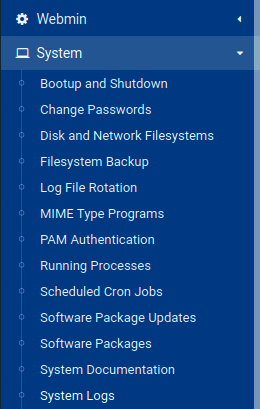 Webmin
System
Bootup and Shutdown
Change Passwords
Disk and Network Filesystems
Filesystem Backup
Log File Rotation
MIME Type Programs
PAM Authentication
Running Processes
Scheduled Cron Jobs
Software Package Updates
Software Packages
System Documentation
System Logs